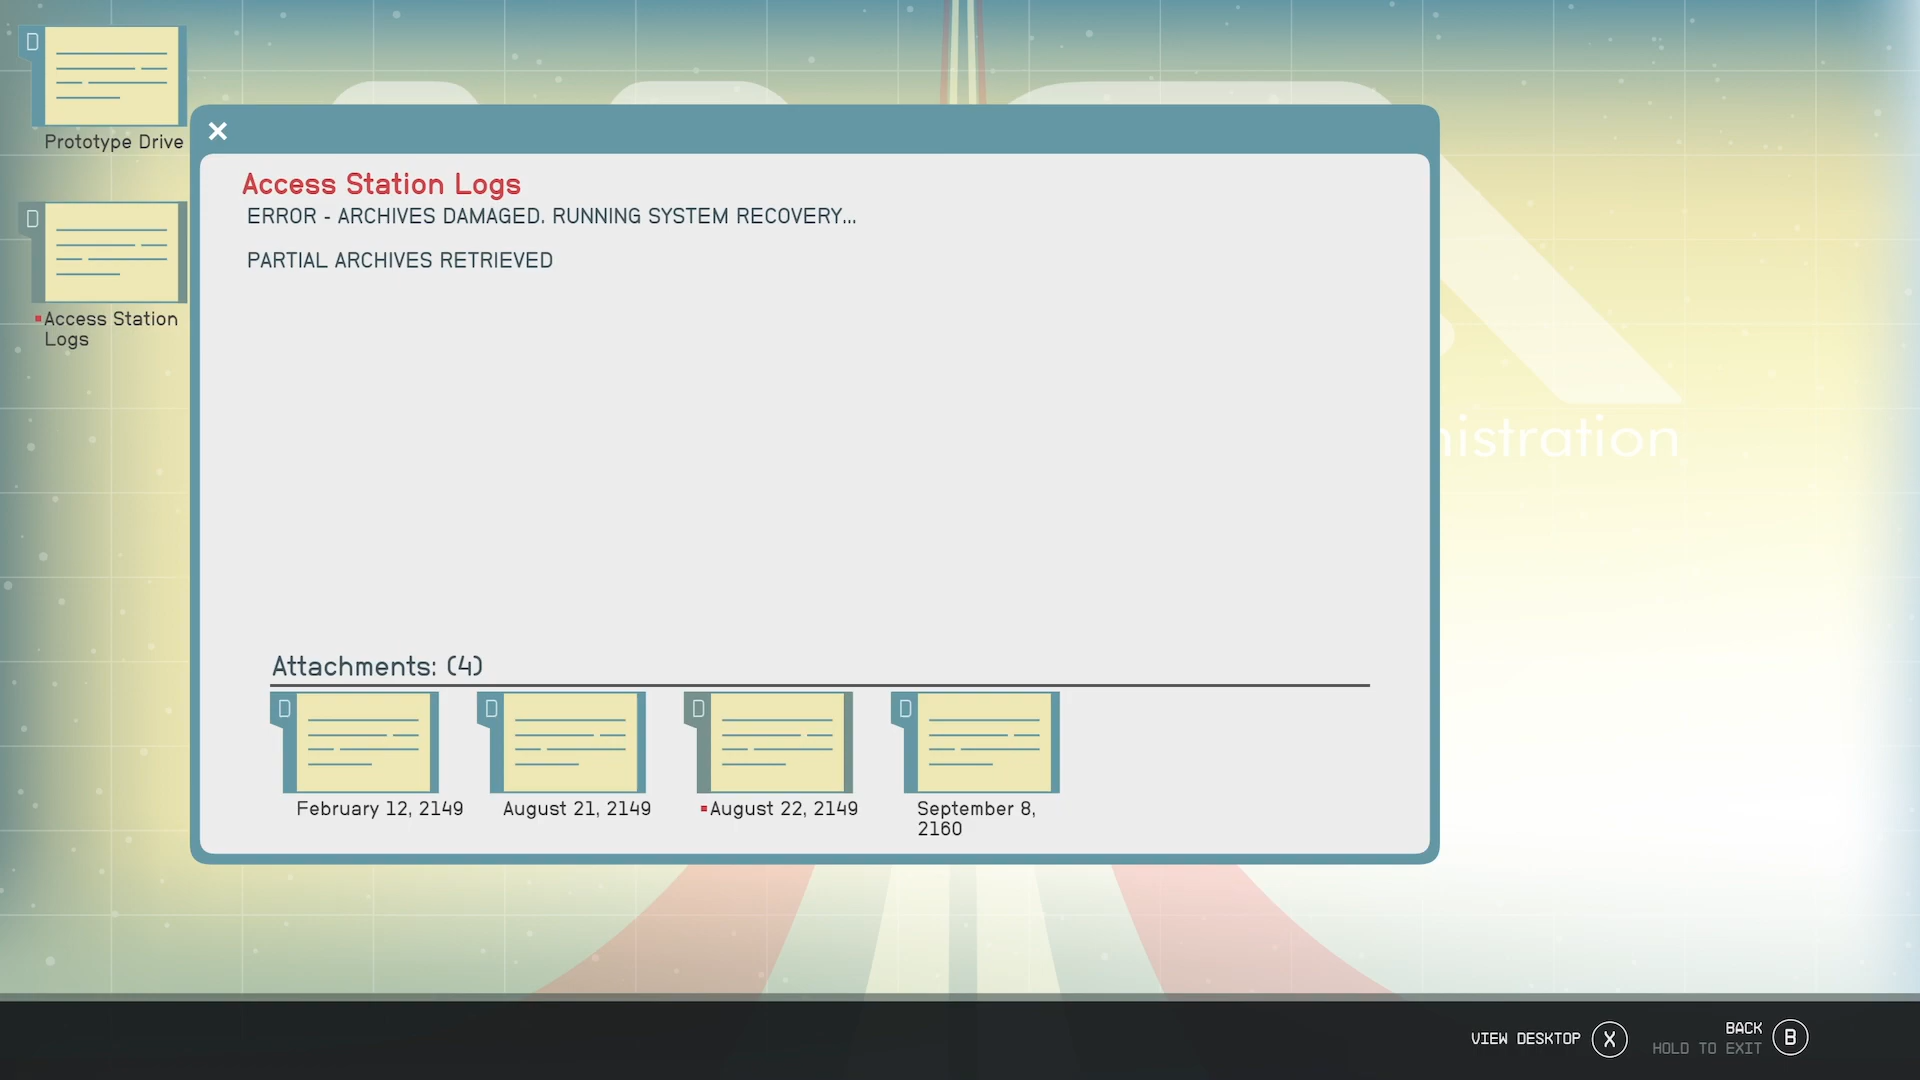 D
Prototype Drive
D
Access Station
Logs
Access Station Logs
ERROR - ARCHIVES DAMAGED. RUNNING SYSTEM RECOVERY...
PARTIAL ARCHIVES RETRIEVED
nistration
Attachments: (4)
D
February 12, 2149
D
August 21, 2149
D
August 22, 2149
D
September 8,
2160
VIEW DESKTOP X
BACK B
HOLD TO EXIT